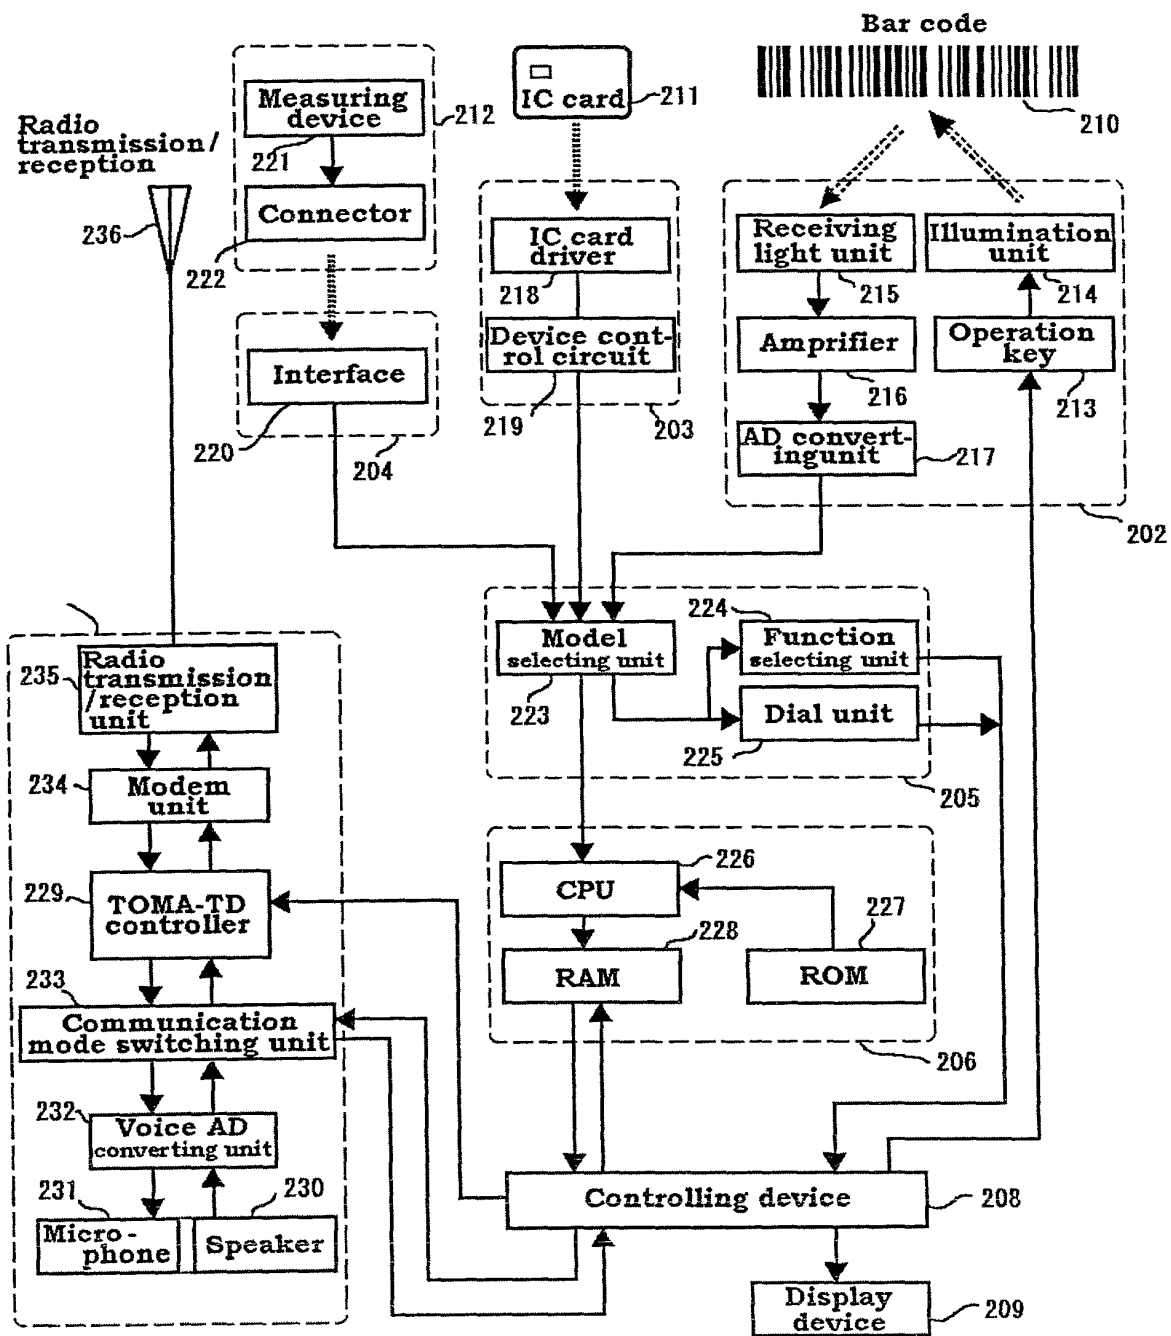 Bar code
210
IC card
211
Measuring
device
221
212
Connector
222
Radio
transmission/
reception
236
IC card
driver
218
Device cont-
rol circuit
219
203
Receiving
light unit
215
Illumination
unit
214
Amprifier
216
Operation
key
213
AD convert-
ingunit
217
202
Interface
220
204
Model
selecting unit
223
224
Function
selecting unit
Dial unit
225
205
235
Radio
transmission
/reception
unit
234
Modem
unit
229
TOMA-TD
controller
233
Communication
mode switching unit
232
Voice AD
converting unit
231
230
Micro-
phone
Speaker
226
CPU
228
227
RAM
ROM
206
Controlling device
208
Display
device
209